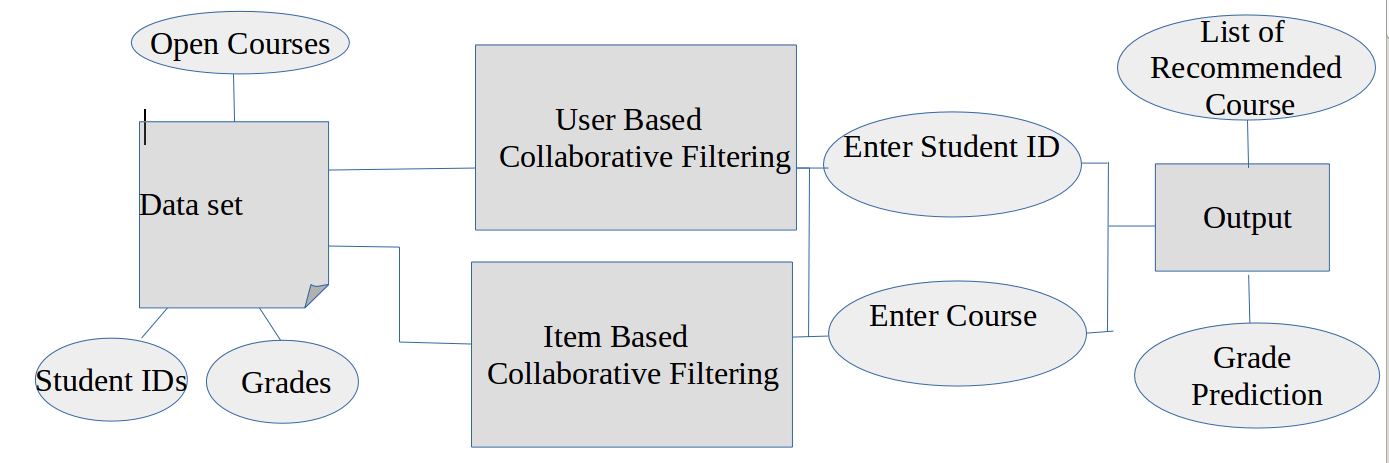 Open Courses
Data set
Student IDs
Grades
User Based
Collaborative Filtering
Item Based
Collaborative Filtering
Enter Student ID
Enter Course
List of
Recommended
Course
Output
Grade
Prediction